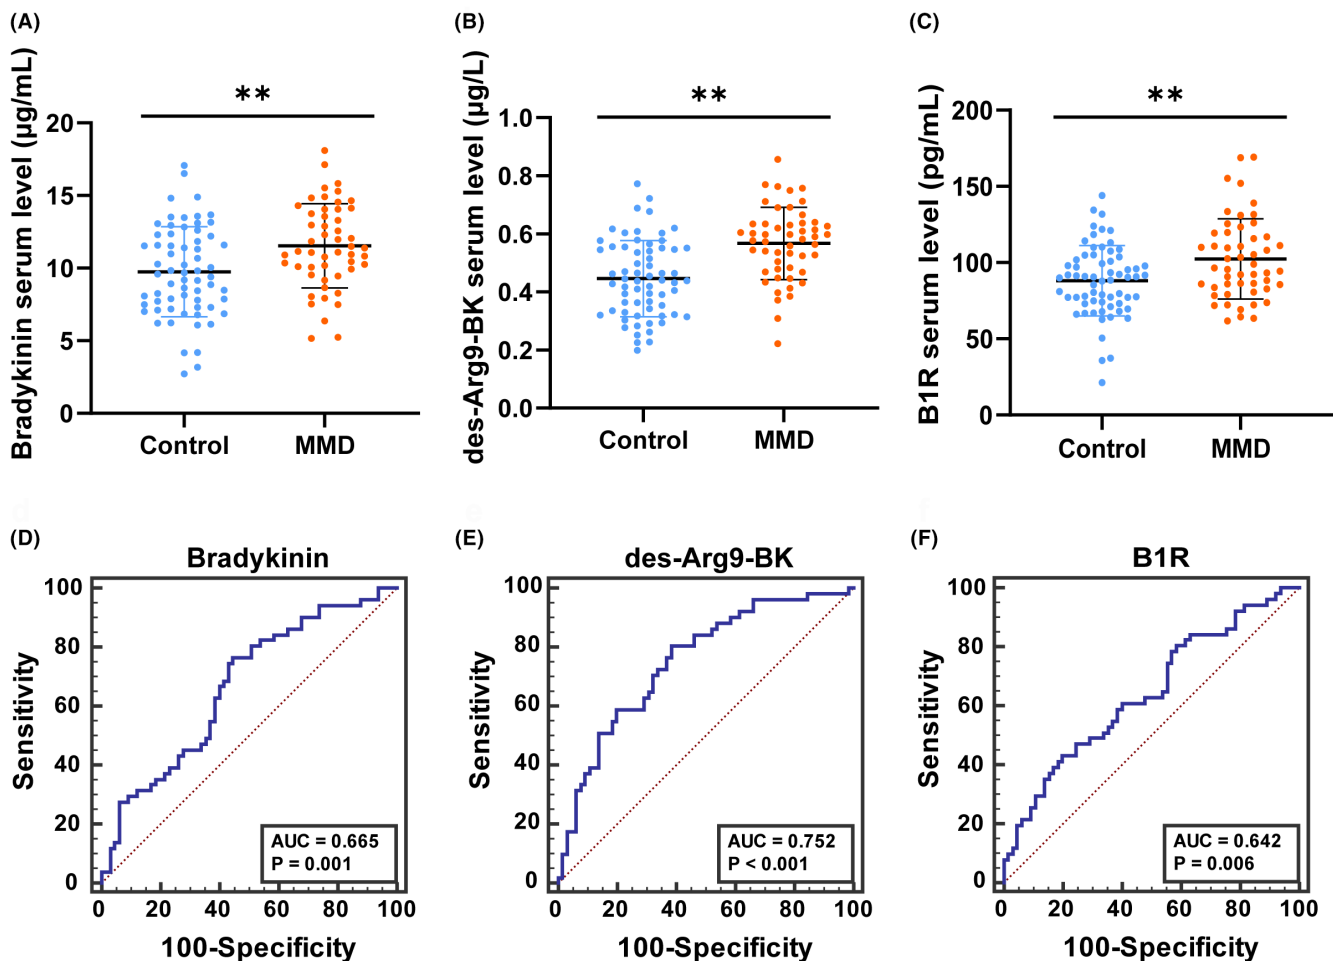 (A)
Bradykinin serum level (µg/mL)
**
20
15
10
5
0
Control
MMD
(B)
des-Arg9-BK serum level (µg/L)
**
1.0
0.8
0.6
0.4
0.2
0.0
Control
MMD
(C)
B1R serum level (pg/mL)
**
200
150
100
50
0
Control
MMD
(D)
Bradykinin
Sensitivity
100
80
60
40
20
0
AUC = 0.665
P = 0.001
0 20 40 60 80 100
100-Specificity
(E)
des-Arg9-BK
Sensitivity
100
80
60
40
20
0
AUC = 0.752
P < 0.001
0 20 40 60 80 100
100-Specificity
(F)
B1R
Sensitivity
100
80
60
40
20
0
AUC = 0.642
P = 0.006
0 20 40 60 80 100
100-Specificity